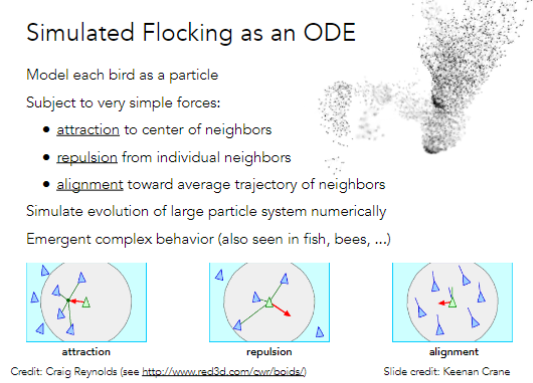 Simulated Flocking as an ODE
Model each bird as a particle
Subject to very simple forces:
• attraction to center of neighbors
• repulsion from individual neighbors
• alignment toward average trajectory of neighbors
Simulate evolution of large particle system numerically
Emergent complex behavior (also seen in fish, bees, ...)
attraction repulsion alignment
Credit: Craig Reynolds (see http://www.red3d.com/cwr/boids/) Slide credit: Keenan Crane